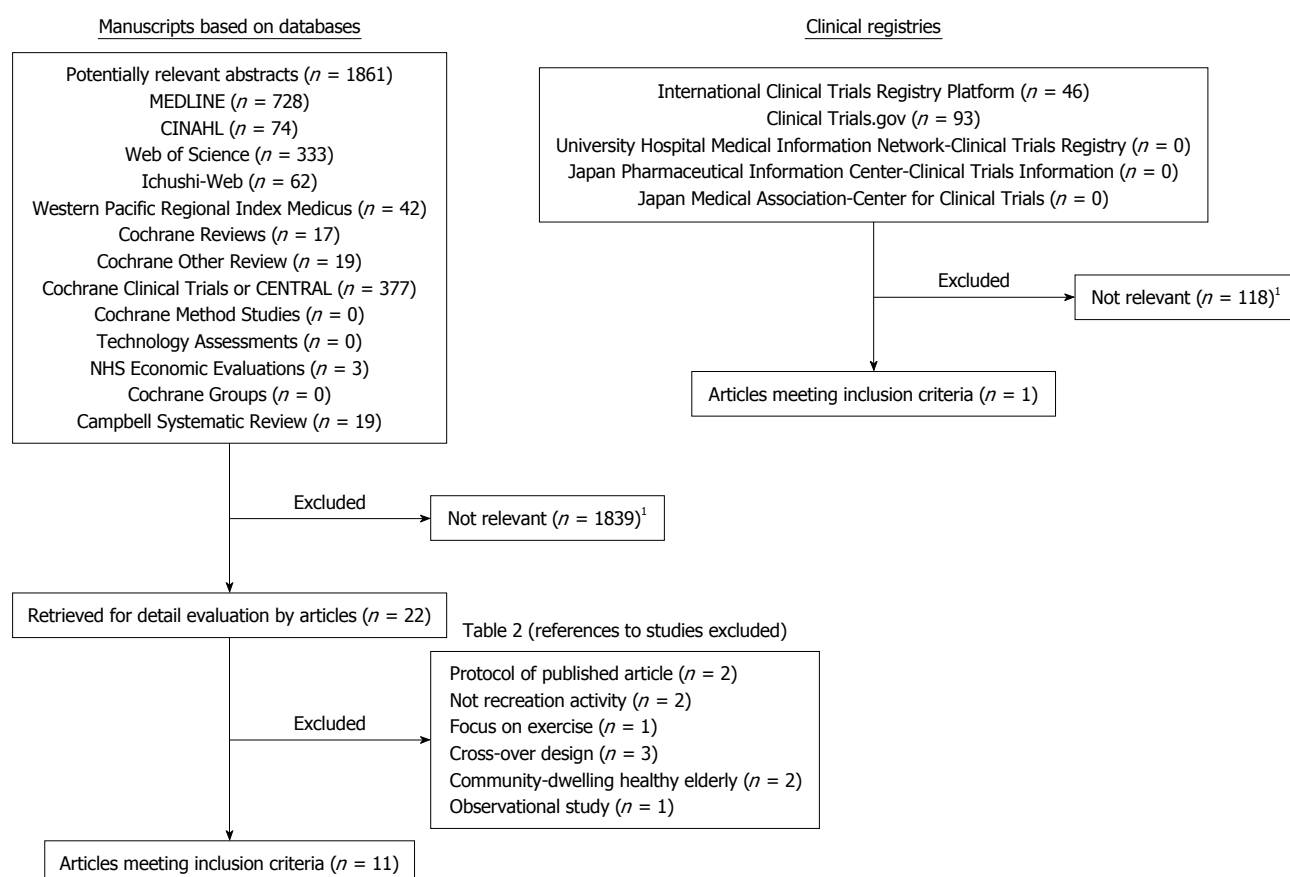 Manuscripts based on databases
Potentially relevant abstracts (n = 1861)
MEDLINE (n = 728)
CINAHL (n = 74)
Web of Science (n = 333)
Ichushi-Web (n = 62)
Western Pacific Regional Index Medicus (n = 42)
Cochrane Reviews (n = 17)
Cochrane Other Review (n = 19)
Cochrane Clinical Trials or CENTRAL (n = 377)
Cochrane Method Studies (n = 0)
Technology Assessments (n = 0)
NHS Economic Evaluations (n = 3)
Cochrane Groups (n = 0)
Campbell Systematic Review (n = 19)
Excluded
Not relevant (n = 1839)¹
Retrieved for detail evaluation by articles (n = 22)
Table 2 (references to studies excluded)
Excluded
Protocol of published article (n = 2)
Not recreation activity (n = 2)
Focus on exercise (n = 1)
Cross-over design (n = 3)
Community-dwelling healthy elderly (n = 2)
Observational study (n = 1)
Articles meeting inclusion criteria (n = 11)
Clinical registries
International Clinical Trials Registry Platform (n = 46)
Clinical Trials.gov (n = 93)
University Hospital Medical Information Network-Clinical Trials Registry (n = 0)
Japan Pharmaceutical Information Center-Clinical Trials Information (n = 0)
Japan Medical Association-Center for Clinical Trials (n = 0)
Excluded
Not relevant (n = 118)¹
Articles meeting inclusion criteria (n = 1)